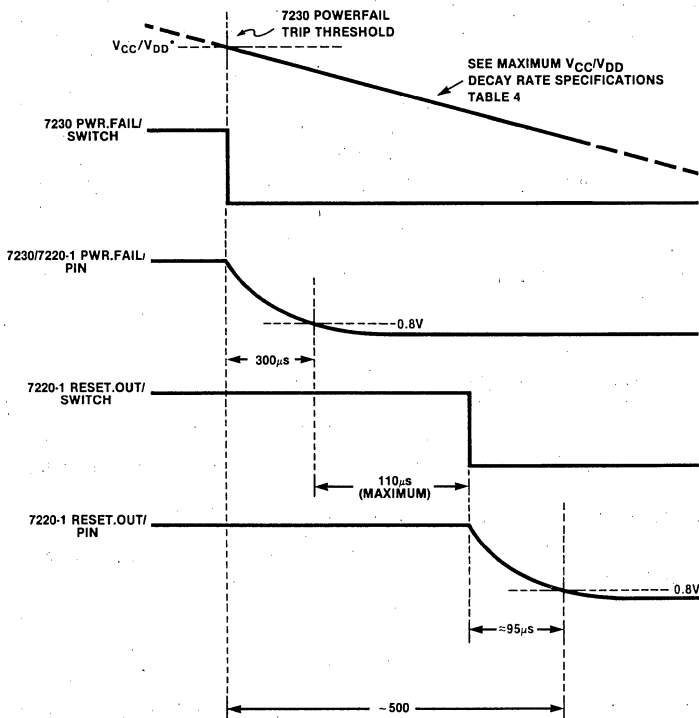 7230 POWERFAIL
TRIP THRESHOLD
VCC/VDD*
SEE MAXIMUM VCC/VDD
DECAY RATE SPECIFICATIONS
TABLE 4
7230 PWR.FAIL/
SWITCH
7230/7220-1 PWR.FAIL/
PIN
0.8V
300µs
7220-1 RESET.OUT/
SWITCH
110µs
(MAXIMUM)
7220-1 RESET.OUT/
PIN
0.8V
≈95µs
~500